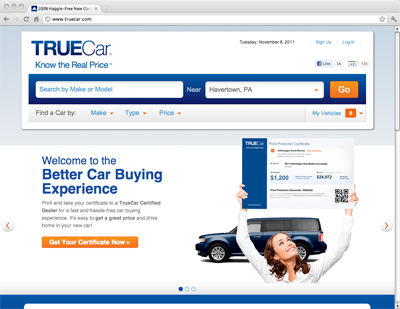 100% Haggle-Free New Ca
www.truecar.com
TRUECar
Know the Real Price
Tuesday, November 8, 2011
Sign Up
Log In
Like
Search by Make or Model
Near
Havertown, PA
Go
Find a Car by:
Make
Type
Price
My Vehicles
Welcome to the
Better Car Buying
Experience
Print and take your certificate to a TrueCar Certified
Dealer for a fast and hassle-free car buying
experience. It's easy to get a great price and drive
home in your new car!
Get Your Certificate Now »
TRUECar
Price Protection Certificate
$1,200
$24,972